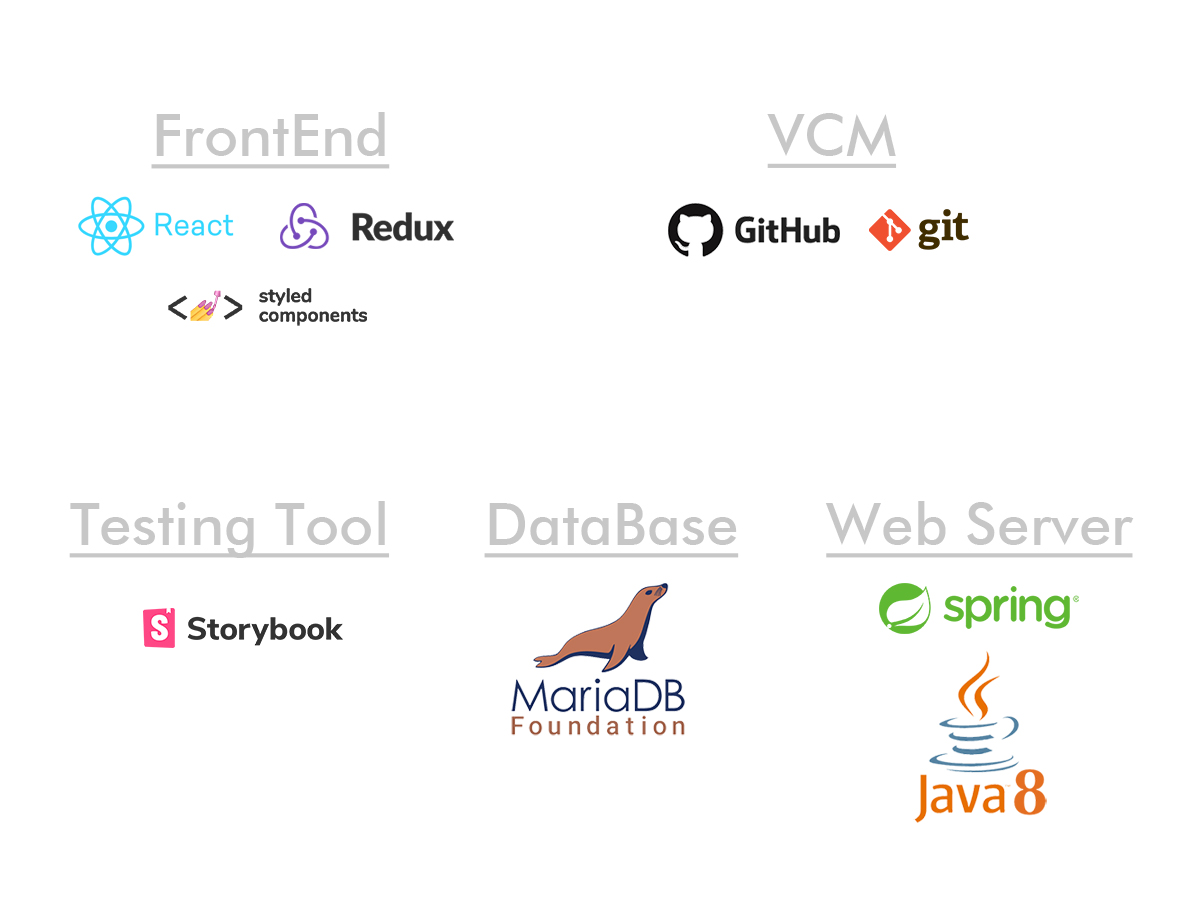 FrontEnd
VCM
React
Redux
GitHub
git
styled
components
Testing Tool
DataBase
Web Server
S Storybook
spring®
MariaDB
Foundation
Java 8